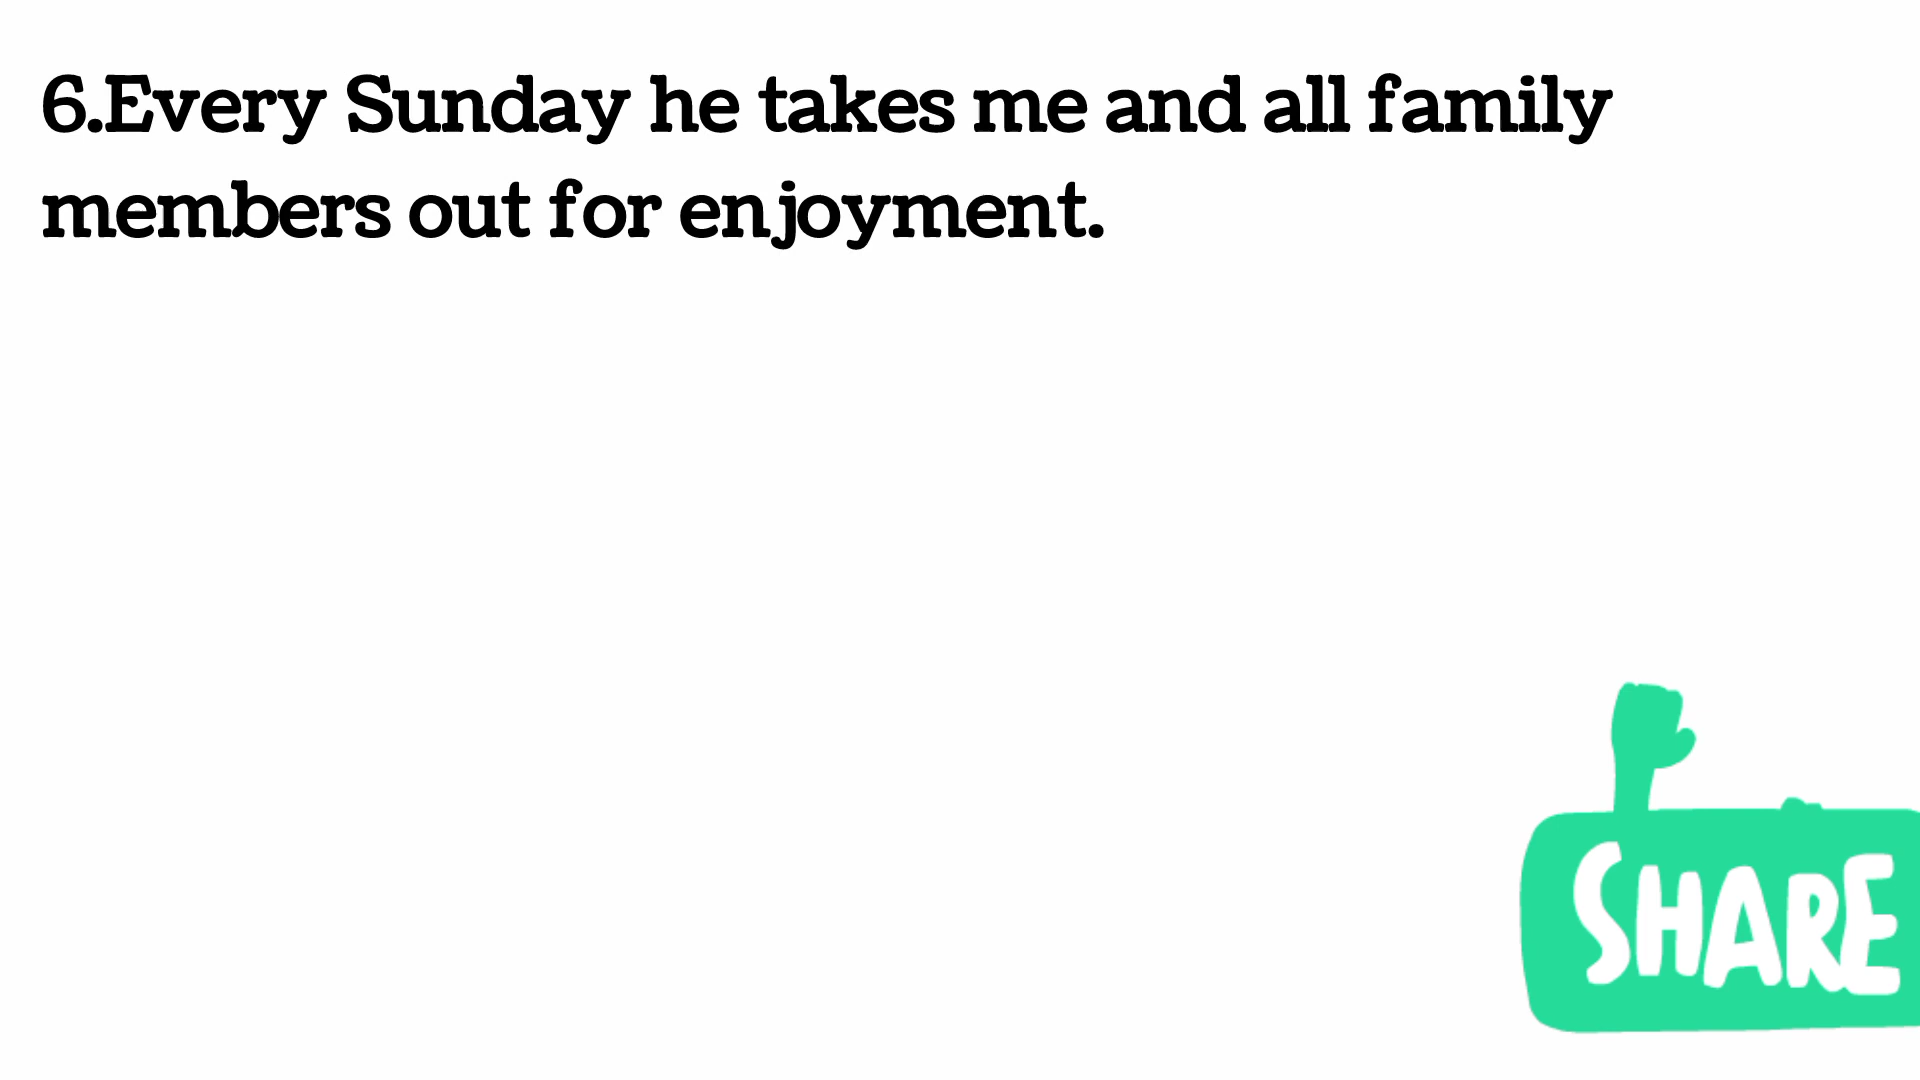 6.Every Sunday he takes me and all family
members out for enjoyment.
SHARE